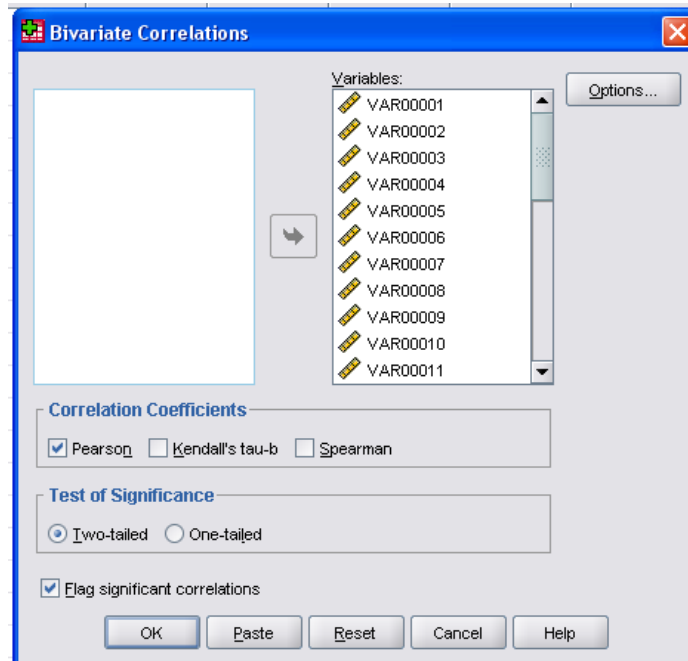 Bivariate Correlations
Variables:
VAR00001
VAR00002
VAR00003
VAR00004
VAR00005
VAR00006
VAR00007
VAR00008
VAR00009
VAR00010
VAR00011
Options...
Correlation Coefficients
Pearson Kendall's tau-b Spearman
Test of Significance
Two-tailed One-tailed
Flag significant correlations
OK Paste Reset Cancel Help